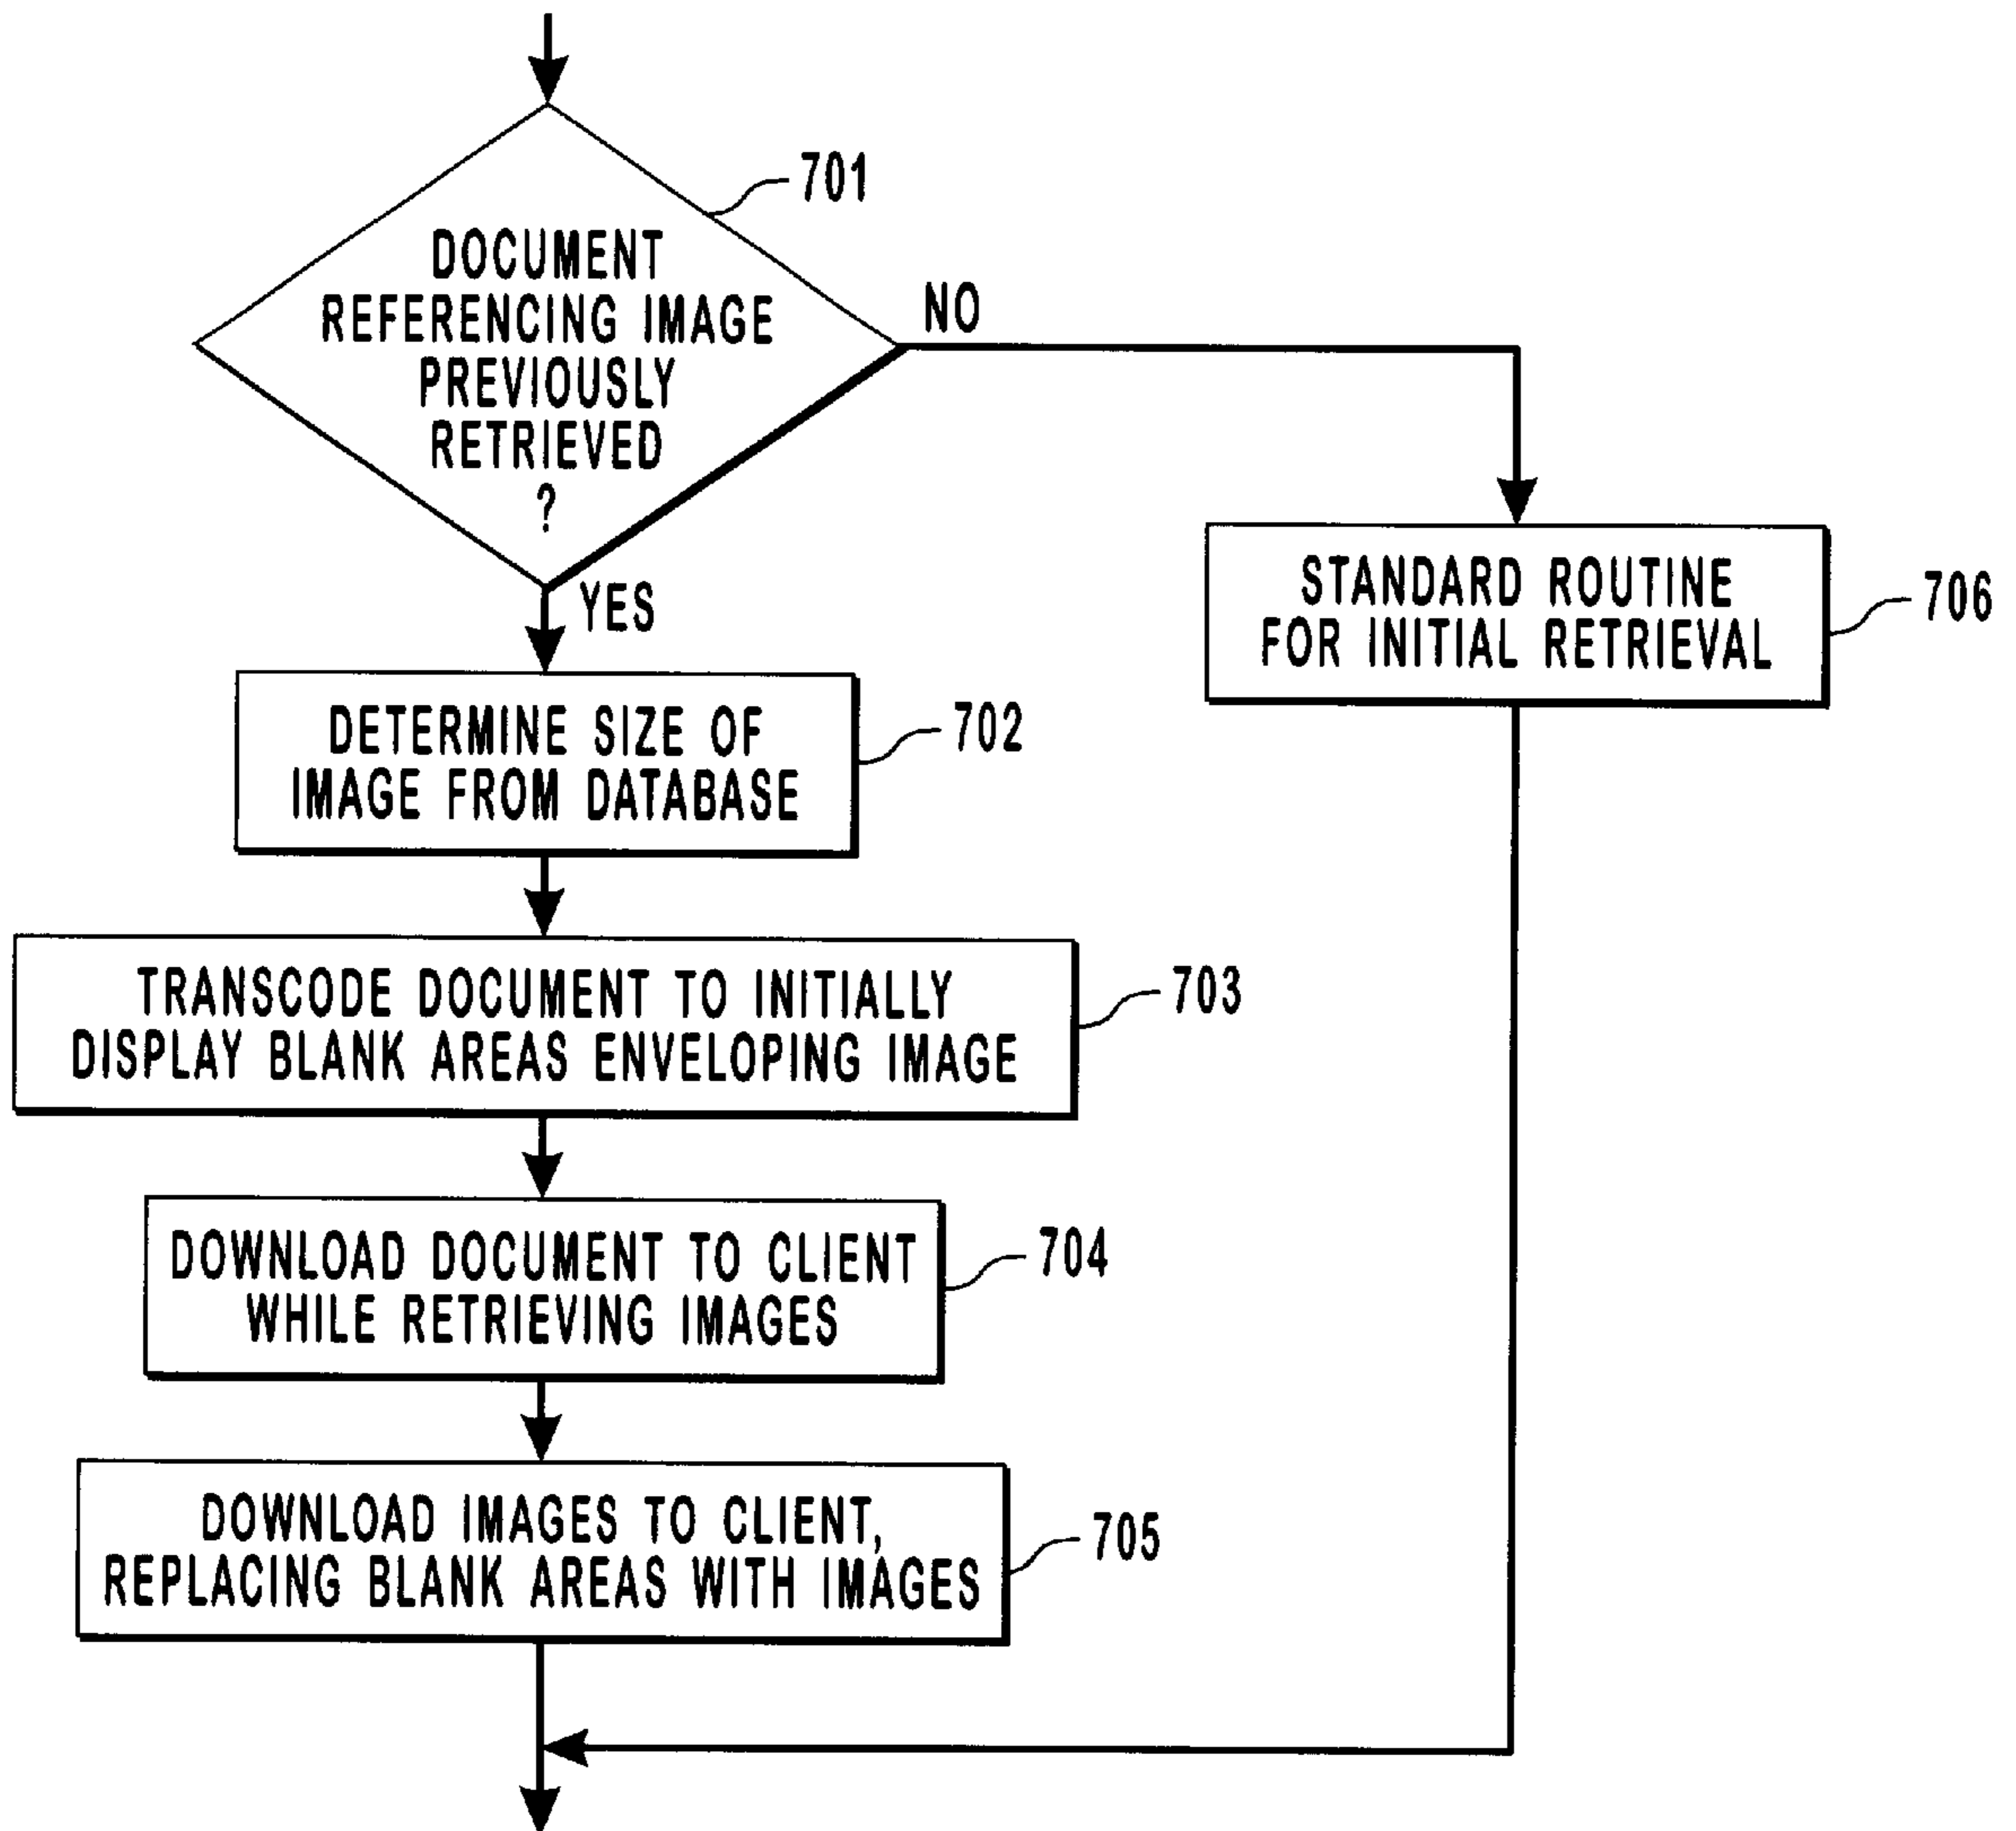 701
DOCUMENT
REFERENCING IMAGE
PREVIOUSLY
RETRIEVED
?
NO
YES
STANDARD ROUTINE
FOR INITIAL RETRIEVAL
706
DETERMINE SIZE OF
IMAGE FROM DATABASE
702
TRANSCODE DOCUMENT TO INITIALLY
DISPLAY BLANK AREAS ENVELOPING IMAGE
703
DOWNLOAD DOCUMENT TO CLIENT
WHILE RETRIEVING IMAGES
704
DOWNLOAD IMAGES TO CLIENT,
REPLACING BLANK AREAS WITH IMAGES
705